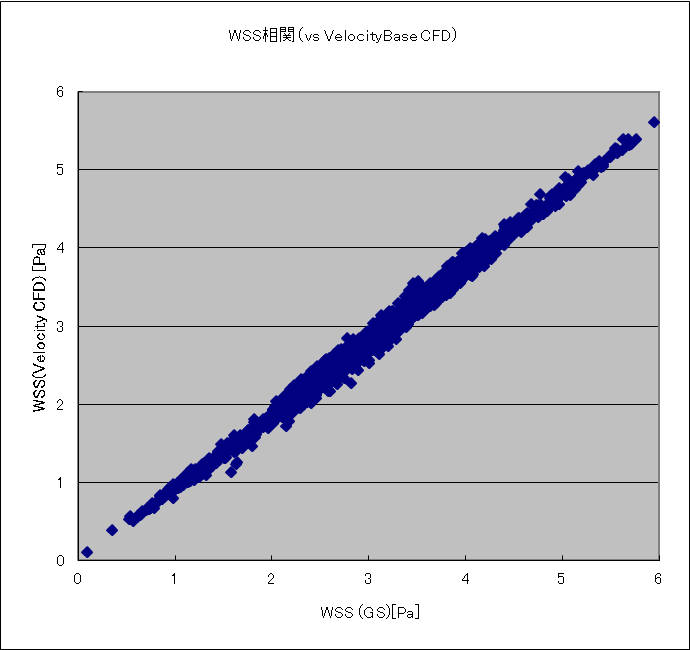 WSS相関（vs VelocityBase CFD）
6
5
4
3
2
1
0
WSS(Velocity CFD) [Pa]
0 1 2 3 4 5 6
WSS (GS)[Pa]